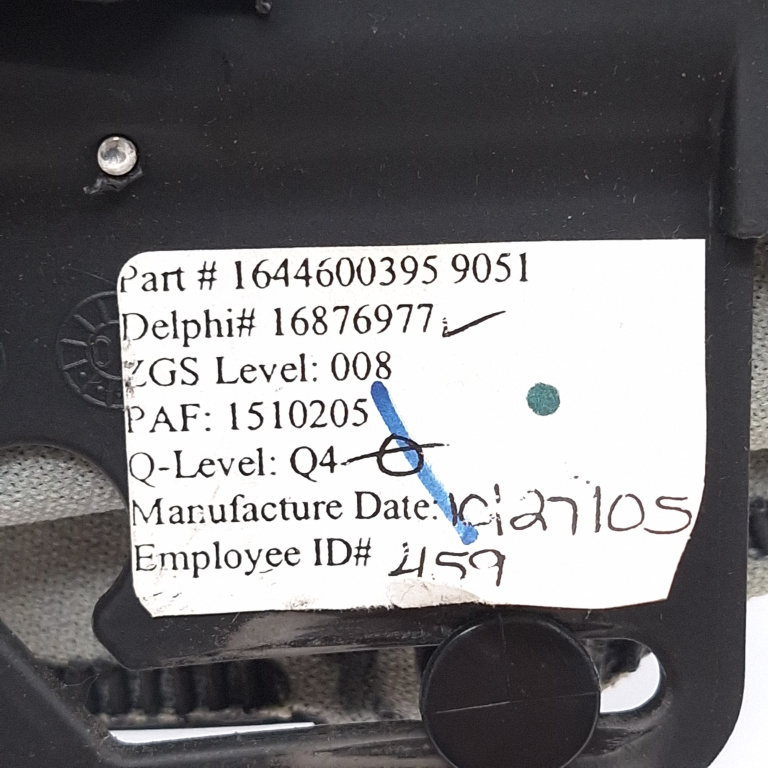 Part # 1644600395 9051
Delphi# 16876977
ZGS Level: 008
PAF: 1510205
Q-Level: Q4
Manufacture Date: 10/27/05
Employee ID# 459